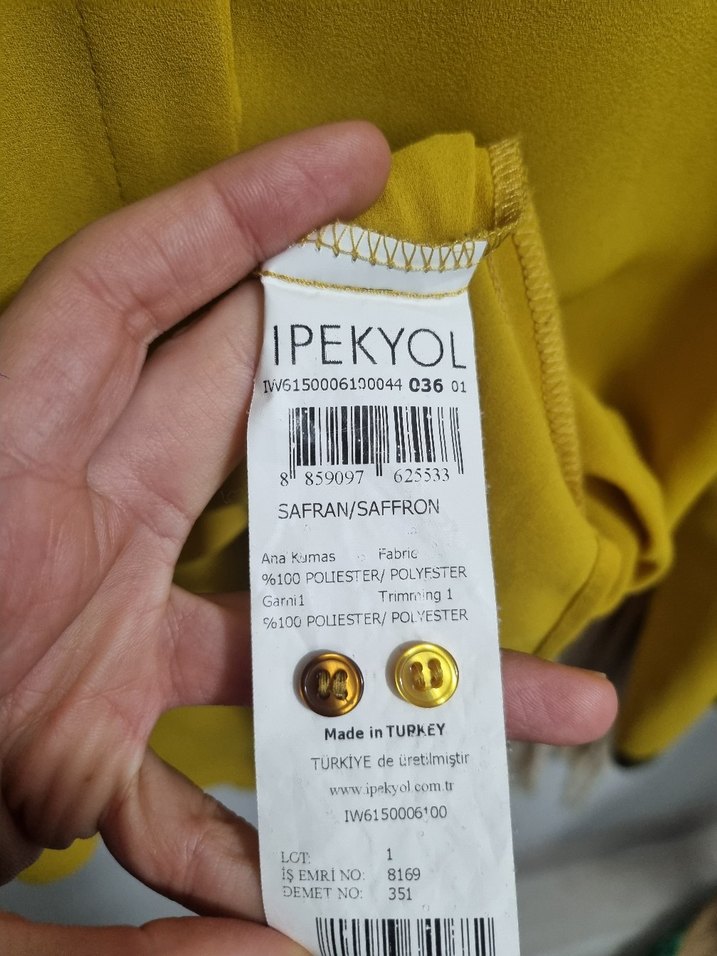 IPEKYOL
IW6150006100044 036 01
8 859097 625533
SAFRAN/SAFFRON
Ana Kumas Fabric
%100 POLIESTER/ POLYESTER
Garni1 Trimming 1
%100 POLIESTER/ POLYESTER
Made in TURKEY
TÜRKİYE de üretilmiştir
www.ipekyol.com.tr
IW6150006100
LOT: 1
İŞ EMRİ NO: 8169
DEMET NO: 351